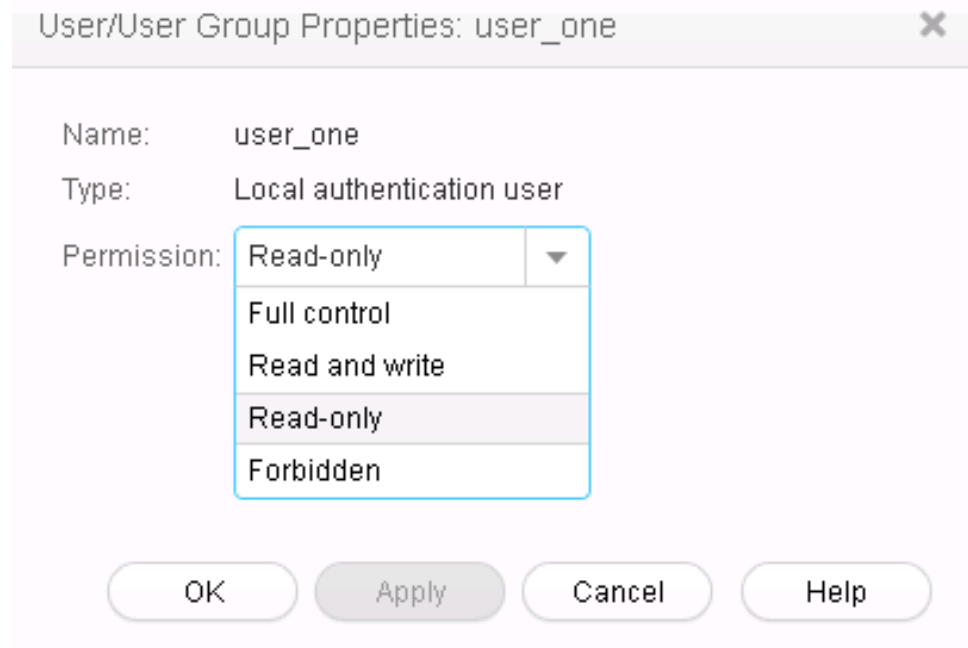 User/User Group Properties: user_one
Name: user_one
Type: Local authentication user
Permission: Read-only
Full control
Read and write
Read-only
Forbidden
OK Apply Cancel Help